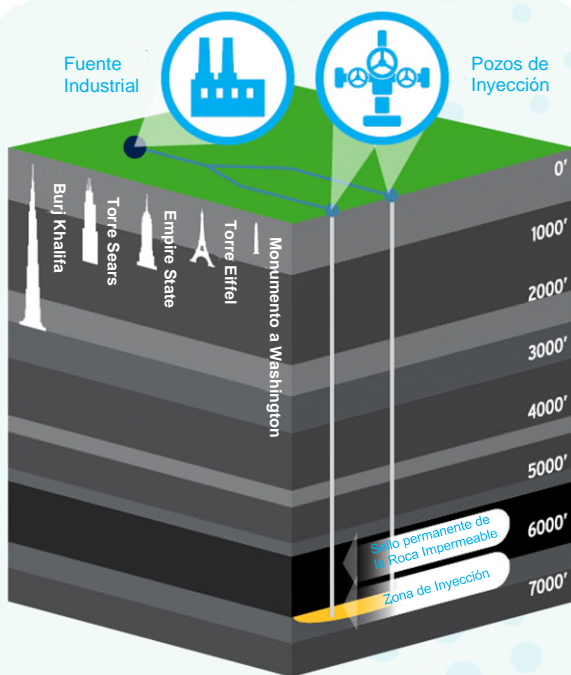 Fuente
Industrial
Pozos de
Inyección
Burj Khalifa
Torre Sears
Empire State
Torre Eiffel
Monumento a Washington
0'
1000'
2000'
3000'
4000'
5000'
6000'
7000'
Sello permanente de
la Roca Impermeable
Zona de Inyección